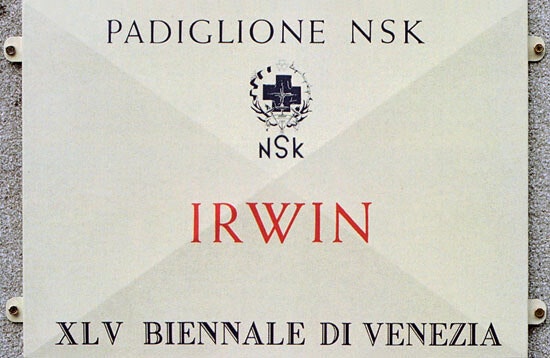 PADIGLIONE NSK
NSK
IRWIN
XLV BIENNALE DI VENEZIA